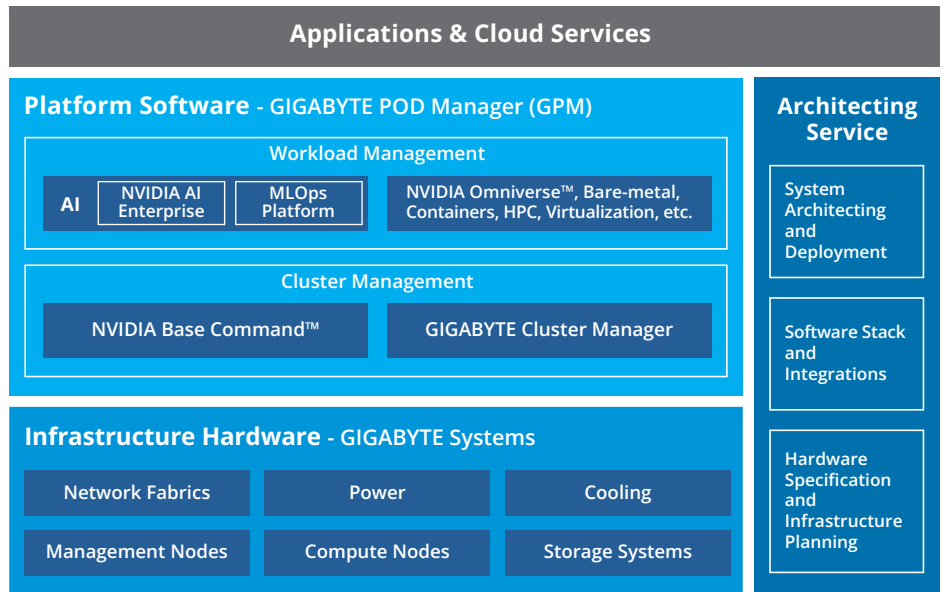 Applications & Cloud Services
Platform Software - GIGABYTE POD Manager (GPM)
Workload Management
AI
NVIDIA AI
Enterprise
MLOps
Platform
NVIDIA Omniverse™, Bare-metal,
Containers, HPC, Virtualization, etc.
Cluster Management
NVIDIA Base Command™
GIGABYTE Cluster Manager
Infrastructure Hardware - GIGABYTE Systems
Network Fabrics
Power
Cooling
Management Nodes
Compute Nodes
Storage Systems
Architecting
Service
System
Architecting
and
Deployment
Software Stack
and
Integrations
Hardware
Specification
and
Infrastructure
Planning